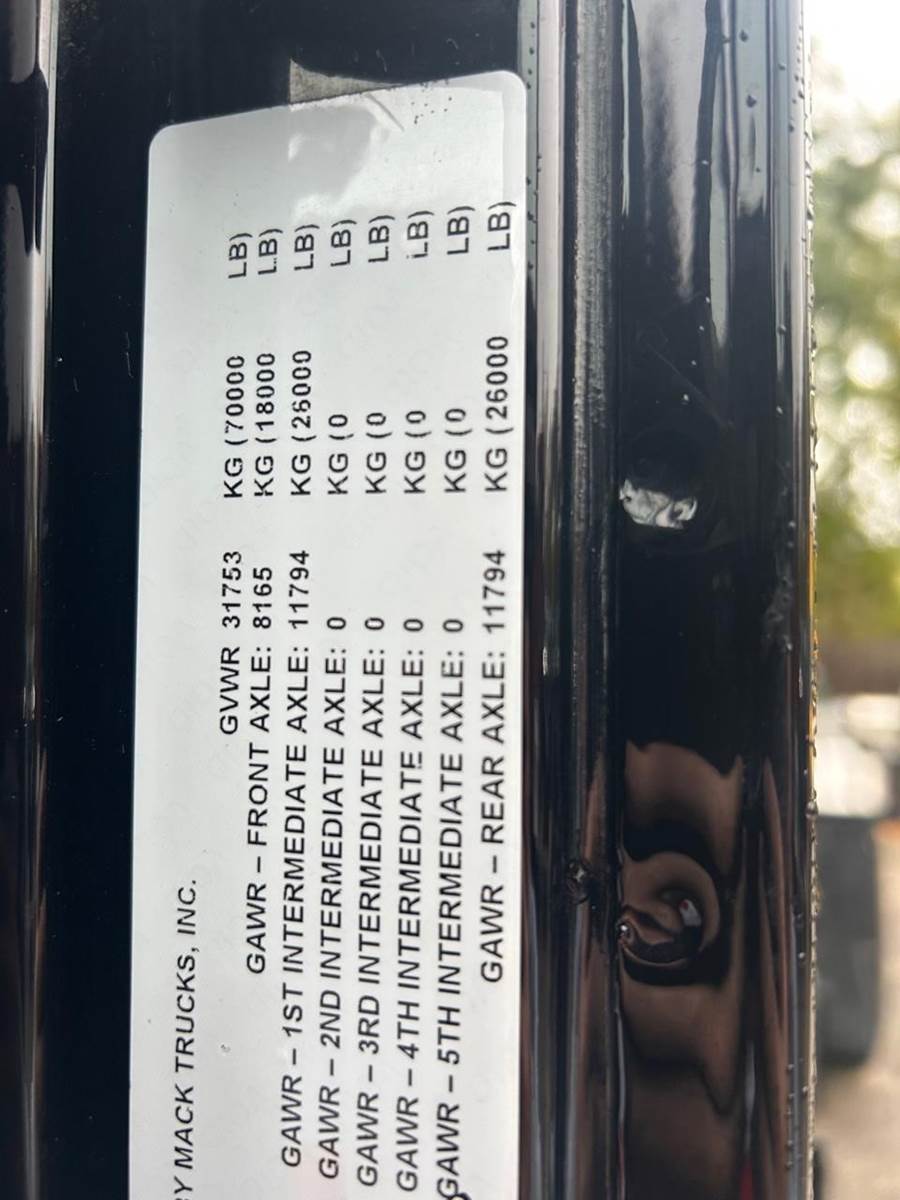 BY MACK TRUCKS, INC.
GVWR 31753 KG (70000 LB)
GAWR – FRONT AXLE: 8165 KG (18000 LB)
GAWR – 1ST INTERMEDIATE AXLE: 11794 KG (26000 LB)
GAWR – 2ND INTERMEDIATE AXLE: 0 KG (0 LB)
GAWR – 3RD INTERMEDIATE AXLE: 0 KG (0 LB)
GAWR – 4TH INTERMEDIATE AXLE: 0 KG (0 LB)
GAWR – 5TH INTERMEDIATE AXLE: 0 KG (0 LB)
GAWR – REAR AXLE: 11794 KG (26000 LB)